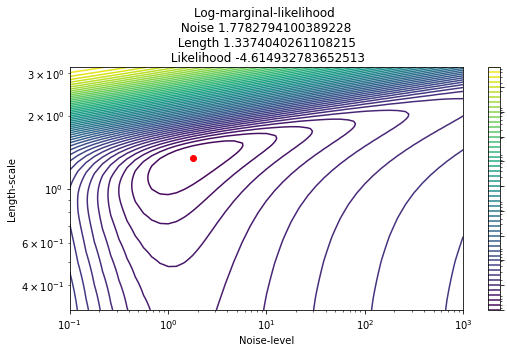 Log-marginal-likelihood
Noise 1.7782794100389228
Length 1.3374040261108215
Likelihood -4.614932783652513
Length-scale
3 × 10⁰
2 × 10⁰
10⁰
6 × 10⁻¹
4 × 10⁻¹
10⁻¹ 10⁰ 10¹ 10² 10³
Noise-level